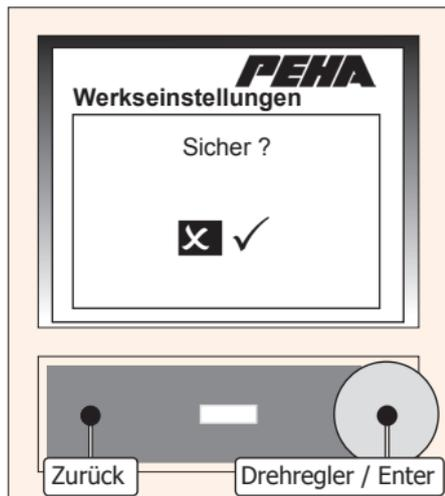 PEHA
Werkseinstellungen
Sicher ?
Zurück
Drehregler / Enter